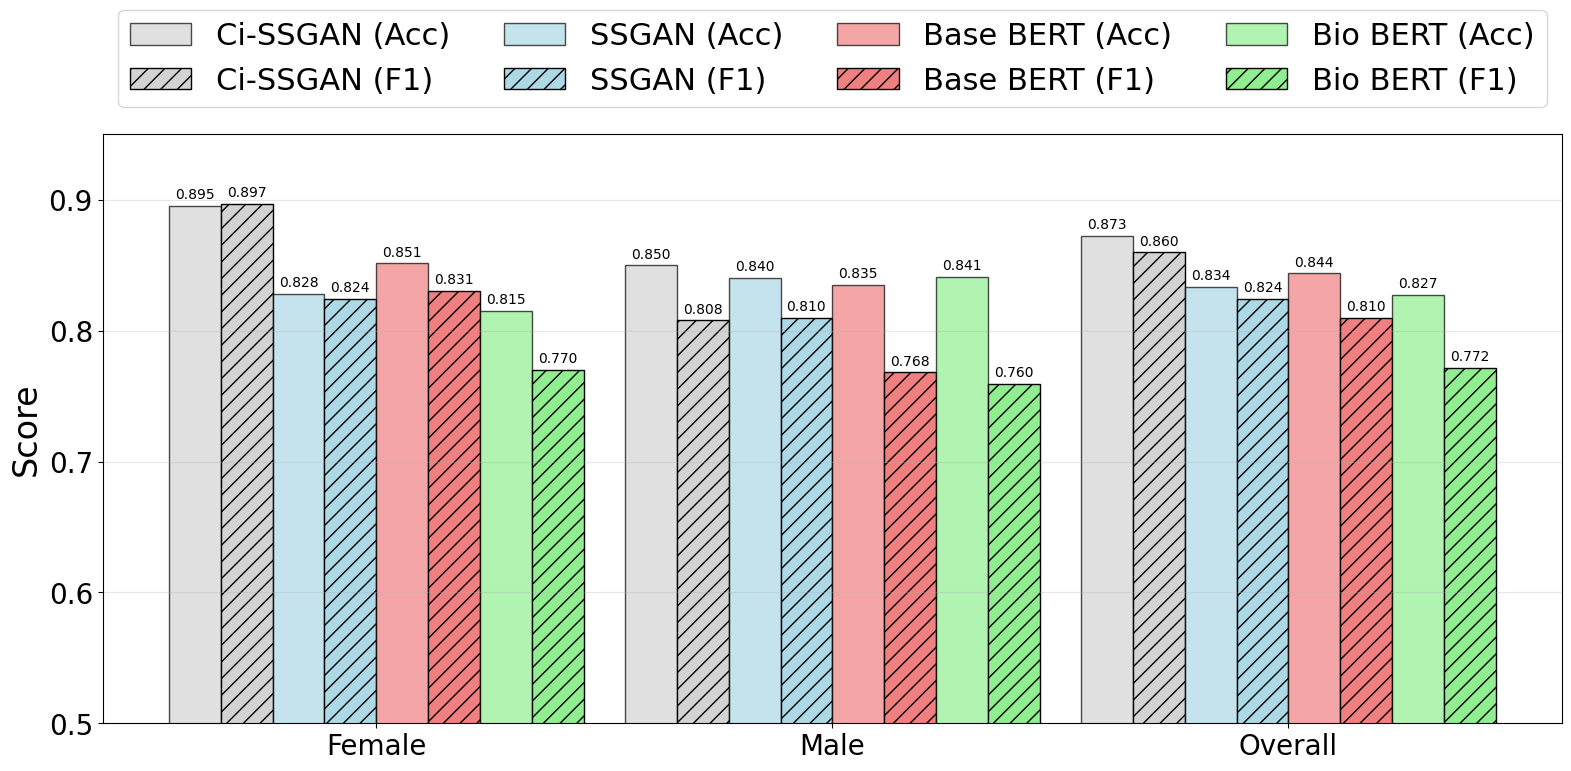 Ci-SSGAN (Acc) SSGAN (Acc) Base BERT (Acc) Bio BERT (Acc)
Ci-SSGAN (F1) SSGAN (F1) Base BERT (F1) Bio BERT (F1)
Score
0.9
0.8
0.7
0.6
0.5
0.895 0.897 0.828 0.824 0.851 0.831 0.815 0.770
0.850 0.808 0.840 0.810 0.835 0.768 0.841 0.760
0.873 0.860 0.834 0.824 0.844 0.810 0.827 0.772
Female Male Overall